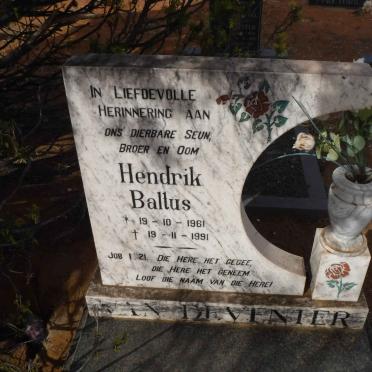 In Liefdevolle
Herinnering aan
ons dierbare Seun,
Broer en Oom
Hendrik
Ballus
* 19 - 10 - 1961
† 19 - 11 - 1991
Job 1:21. Die Here het gegee,
die Here het geneem
Loof die naam van die Here!
VAN DEVENTER